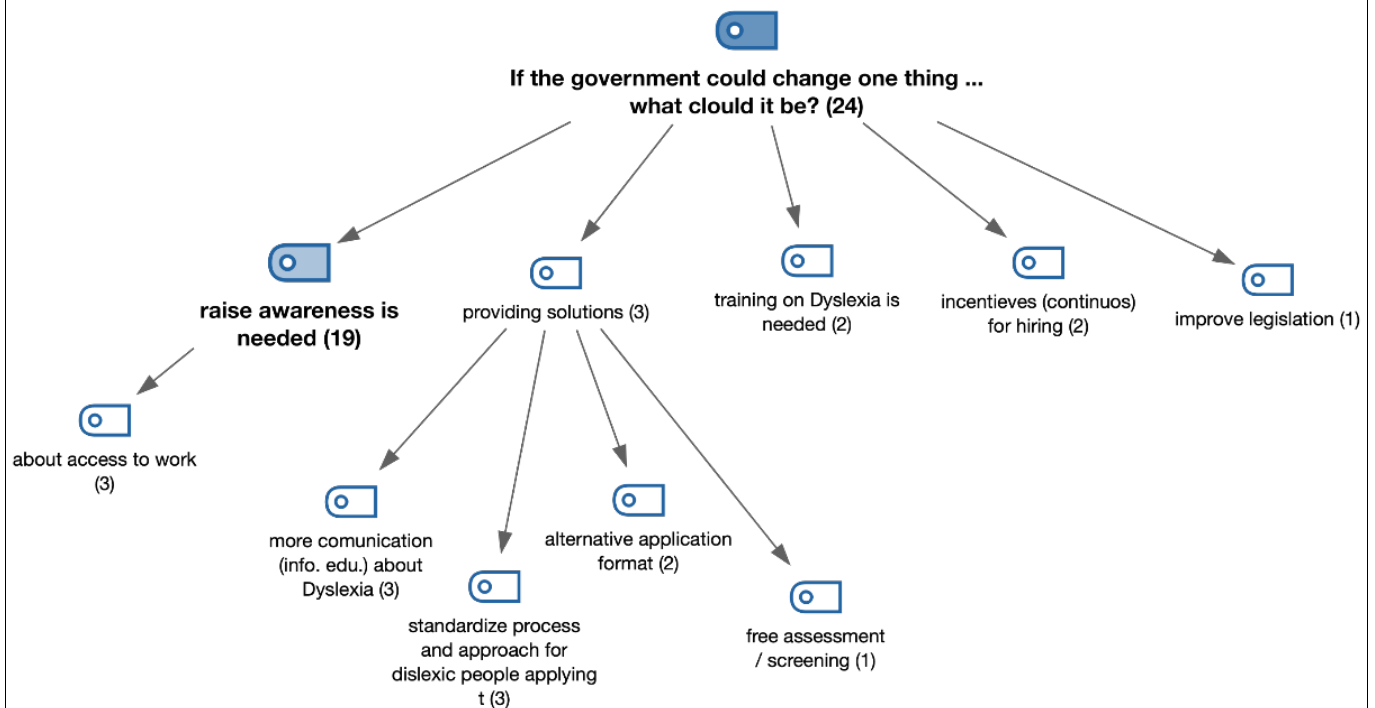 If the government could change one thing ...
what clould it be? (24)
raise awareness is
needed (19)
providing solutions (3)
training on Dyslexia is
needed (2)
incentieves (continuos)
for hiring (2)
improve legislation (1)
about access to work
(3)
more comunication
(info. edu.) about
Dyslexia (3)
standardize process
and approach for
dislexic people applying
t (3)
alternative application
format (2)
free assessment
/ screening (1)